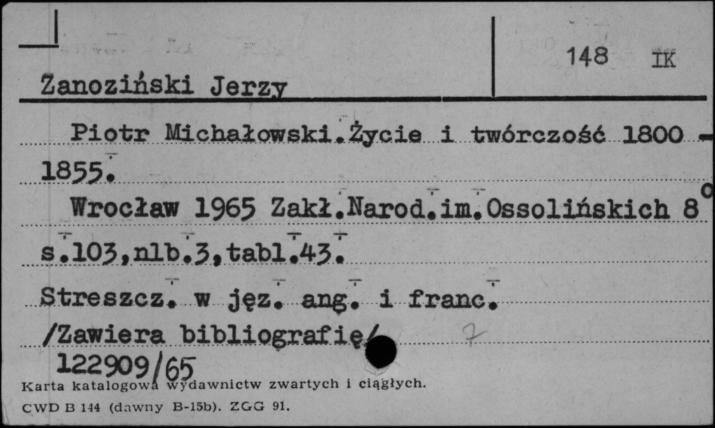 148 IK
Zanoziński Jerzy
Piotr Michałowski.Życie i twórczość 1800 -
1855.
Wrocław 1965 Zakł.Narod.im.Ossolińskich 8°
s.103,nlb.3,tabl.43.
Streszcz. w jęz. ang. i franc.
/Zawiera bibliografię/
7
122909/65
Karta katalogowa wydawnictw zwartych i ciągłych.
CWD B 144 (dawny B-15b). ZGG 91.